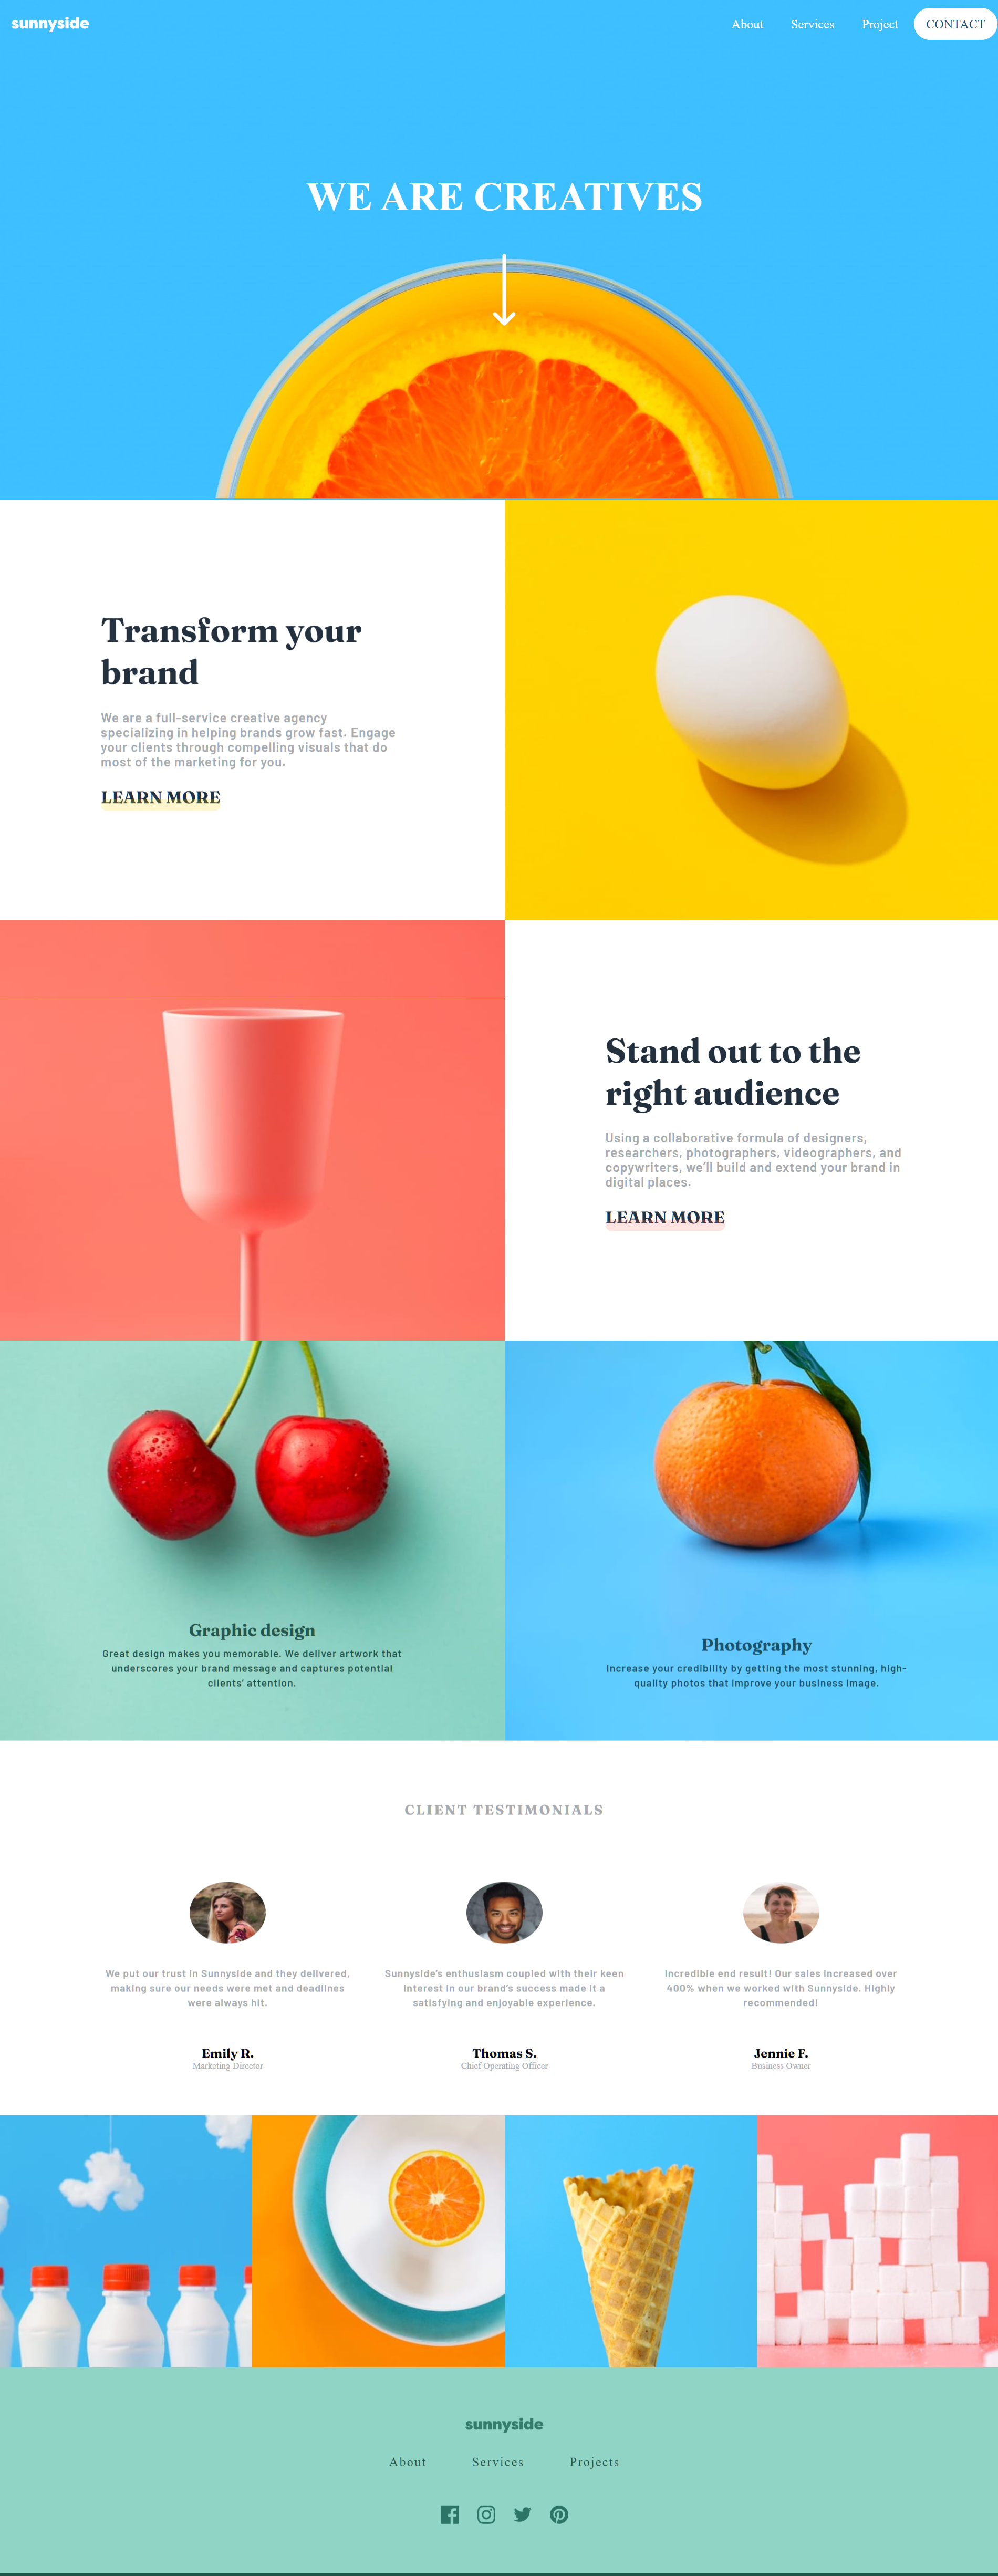 sunnyside
About Services Project CONTACT
WE ARE CREATIVES
Transform your
brand
We are a full-service creative agency
specializing in helping brands grow fast. Engage
your clients through compelling visuals that do
most of the marketing for you.
LEARN MORE
Stand out to the
right audience
Using a collaborative formula of designers,
researchers, photographers, videographers, and
copywriters, we'll build and extend your brand in
digital places.
LEARN MORE
Graphic design
Great design makes you memorable. We deliver artwork that
underscores your brand message and captures potential
clients' attention.
Photography
Increase your credibility by getting the most stunning, high-
quality photos that improve your business image.
CLIENT TESTIMONIALS
We put our trust in Sunnyside and they delivered,
making sure our needs were met and deadlines
were always hit.
Emily R.
Marketing Director
Sunnyside's enthusiasm coupled with their keen
interest in our brand's success made it a
satisfying and enjoyable experience.
Thomas S.
Chief Operating Officer
Incredible end result! Our sales increased over
400% when we worked with Sunnyside. Highly
recommended!
Jennie F.
Business Owner
sunnyside
About Services Projects